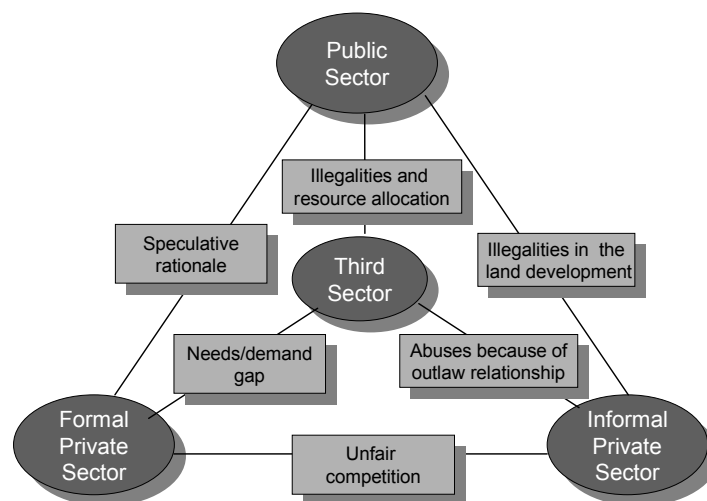 Public
Sector
Illegalities and
resource allocation
Speculative
rationale
Third
Sector
Illegalities in the
land development
Needs/demand
gap
Abuses because of
outlaw relationship
Formal
Private
Sector
Unfair
competition
Informal
Private
Sector